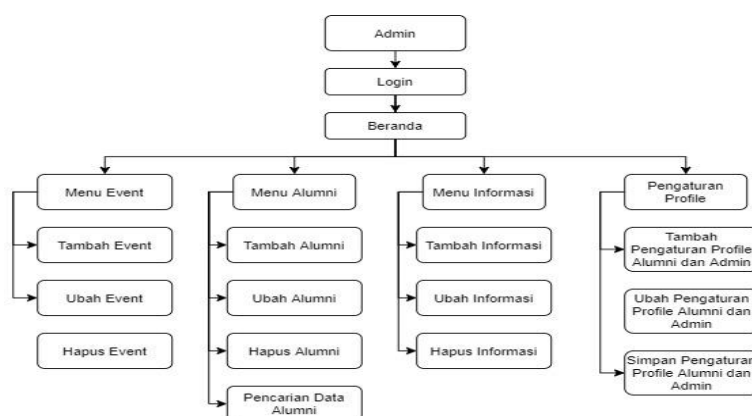 Admin
Login
Beranda
Menu Event
Menu Alumni
Menu Informasi
Pengaturan
Profile
Tambah Event
Tambah Alumni
Tambah Informasi
Tambah
Pengaturan Profile
Alumni dan Admin
Ubah Event
Ubah Alumni
Ubah Informasi
Ubah Pengaturan
Profile Alumni dan
Admin
Hapus Event
Hapus Alumni
Hapus Informasi
Simpan Pengaturan
Profile Alumni dan
Admin
Pencarian Data
Alumni